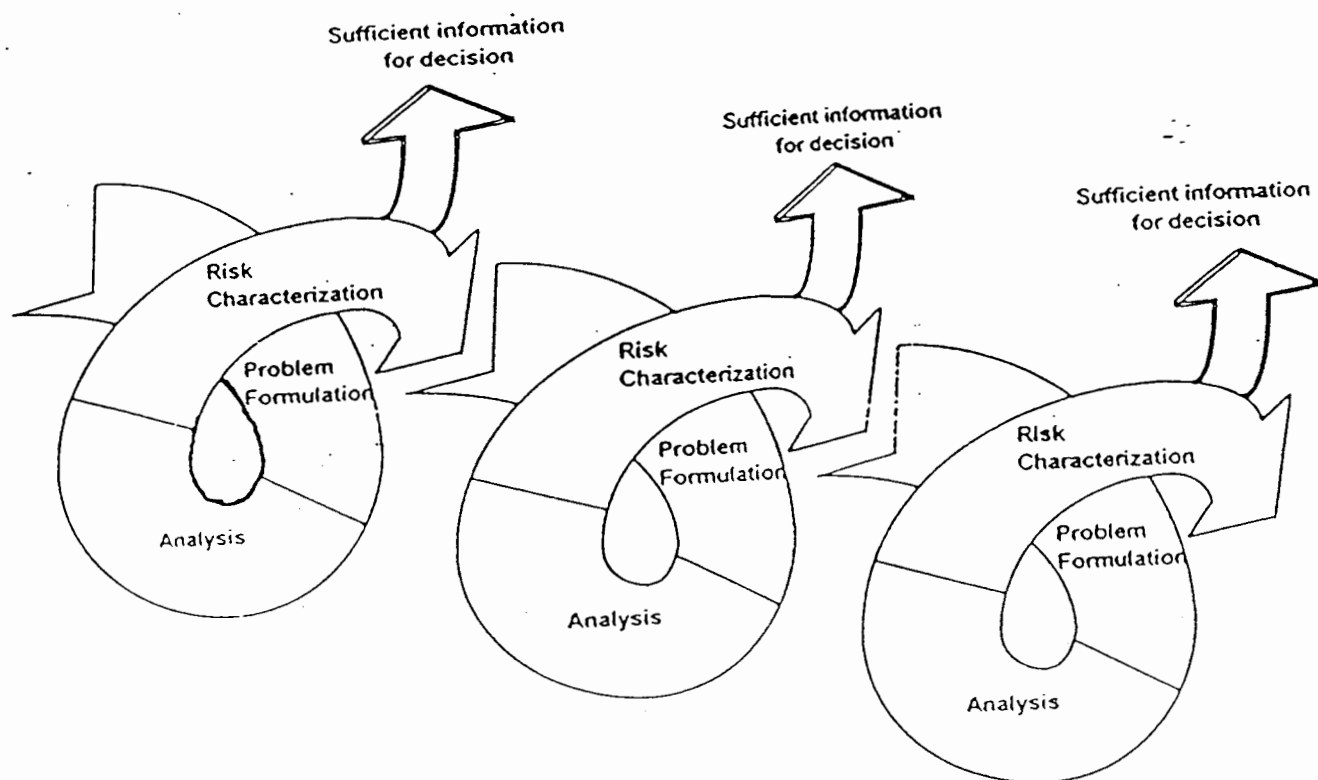 Sufficient information
for decision
Sufficient information
for decision
Sufficient information
for decision
Risk
Characterization
Problem
Formulation
Analysis
Risk
Characterization
Problem
Formulation
Analysis
Risk
Characterization
Problem
Formulation
Analysis